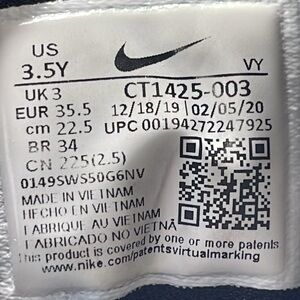 US
3.5Y VY
UK 3 CT1425-003
EUR 35.5 12/18/19 02/05/20
cm 22.5 UPC 00194272247925
BR 34
CN 225(2.5)
0149SWS50G6NV
MADE IN VIETNAM
HECHO EN VIETNAM
FABRIQUE AU VIETNAM
FABRICADO NO VIETNÃ
This product is covered by one or more patents
www.nike.com/patentsvirtualmarking